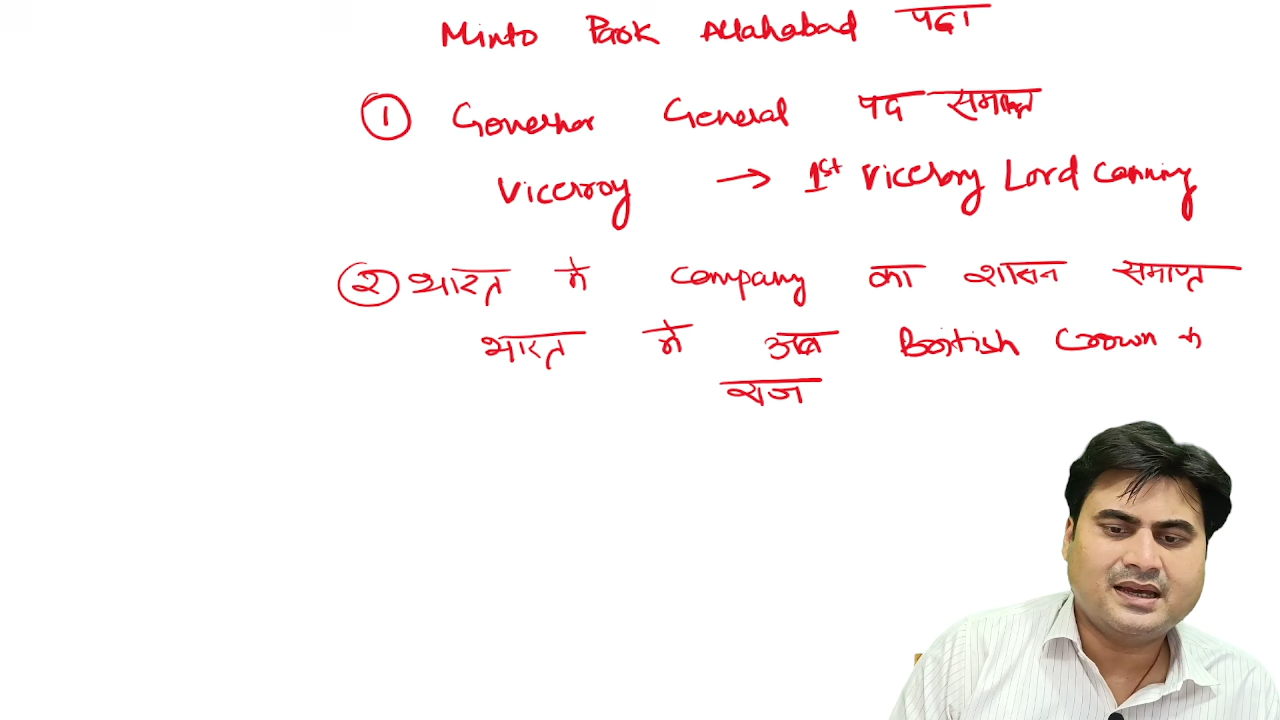 Minto Park Allahabad पढ़ा
① Governor General पद समाप्त
Viceroy → 1st Viceroy Lord Canning
② भारत में Company का शासन समाप्त
भारत में अब British Crown का
राज